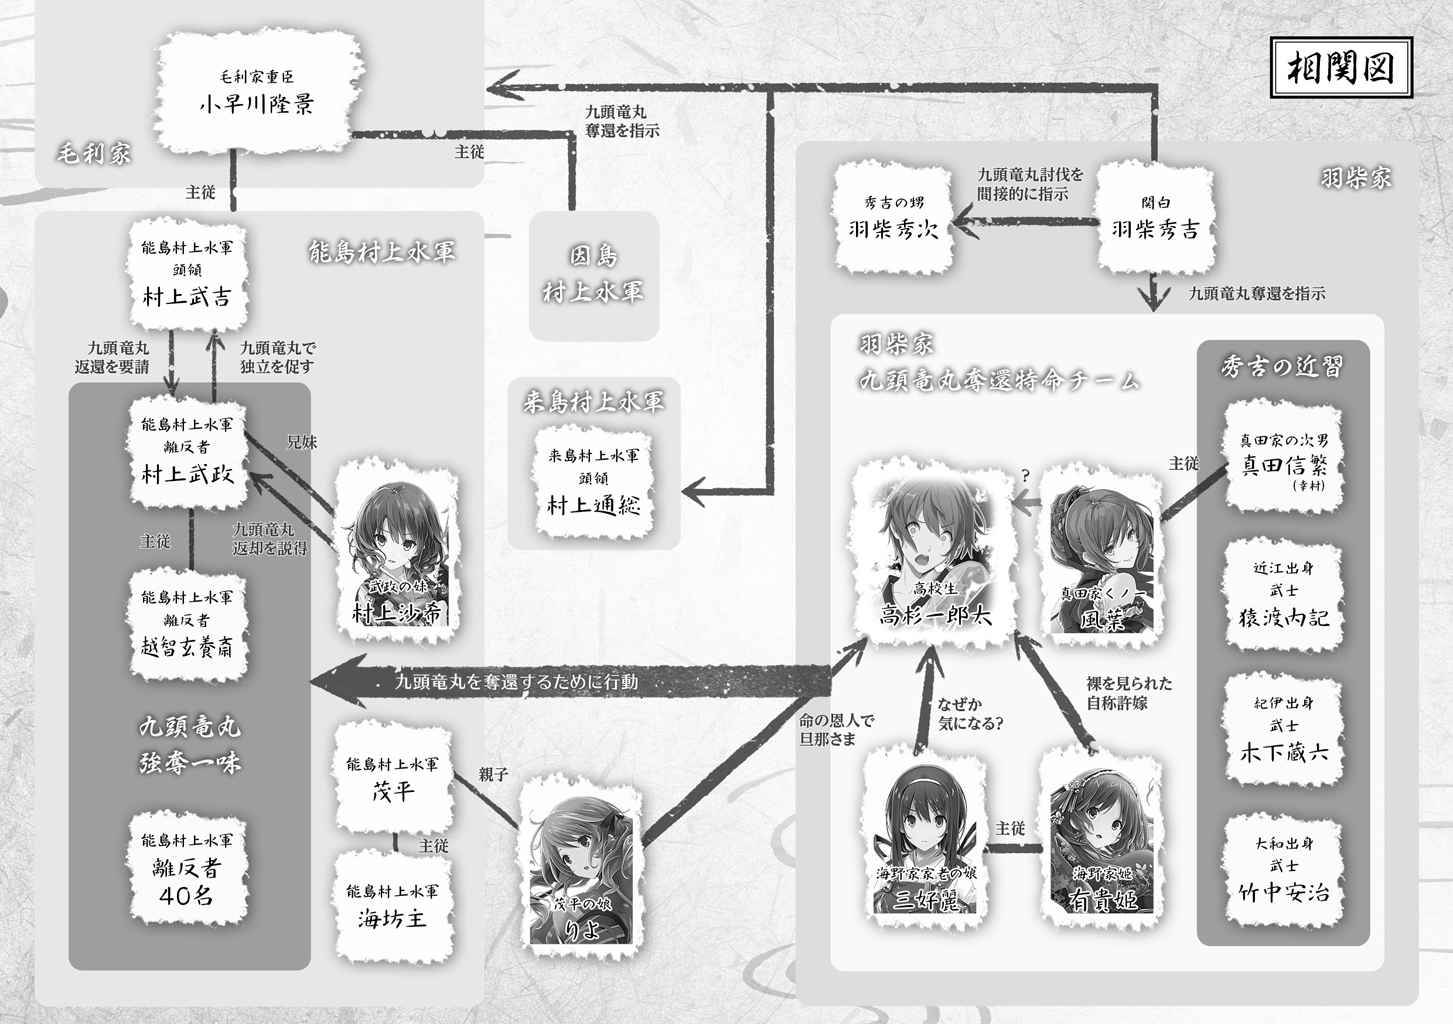 相関図
毛利家重臣
小早川隆景
毛利家
主従
主従
九頭竜丸
奪還を指示
羽柴家
秀吉の甥
羽柴秀次
九頭竜丸討伐を
間接的に指示
関白
羽柴秀吉
九頭竜丸奪還を指示
能島村上水軍
能島村上水軍
頭領
村上武吉
九頭竜丸
返還を要請
九頭竜丸で
独立を促す
因島
村上水軍
来島村上水軍
来島村上水軍
頭領
村上通総
能島村上水軍
離反者
村上武政
兄妹
九頭竜丸
返却を説得
主従
能島村上水軍
離反者
越智玄養斎
武政の妹
村上沙希
九頭竜丸
強奪一味
能島村上水軍
離反者
40名
九頭竜丸を奪還するために行動
能島村上水軍
茂平
親子
主従
能島村上水軍
海坊主
茂平の娘
りよ
命の恩人で
旦那さま
羽柴家
九頭竜丸奪還特命チーム
高校生
高杉一郎太
?
真田家くノ一
風葉
主従
なぜか
気になる?
裸を見られた
自称許嫁
海野家家老の娘
三好麗
主従
海野家姫
有貴姫
秀吉の近習
真田家の次男
真田信繁
(幸村)
近江出身
武士
猿渡内記
紀伊出身
武士
木下蔵六
大和出身
武士
竹中安治